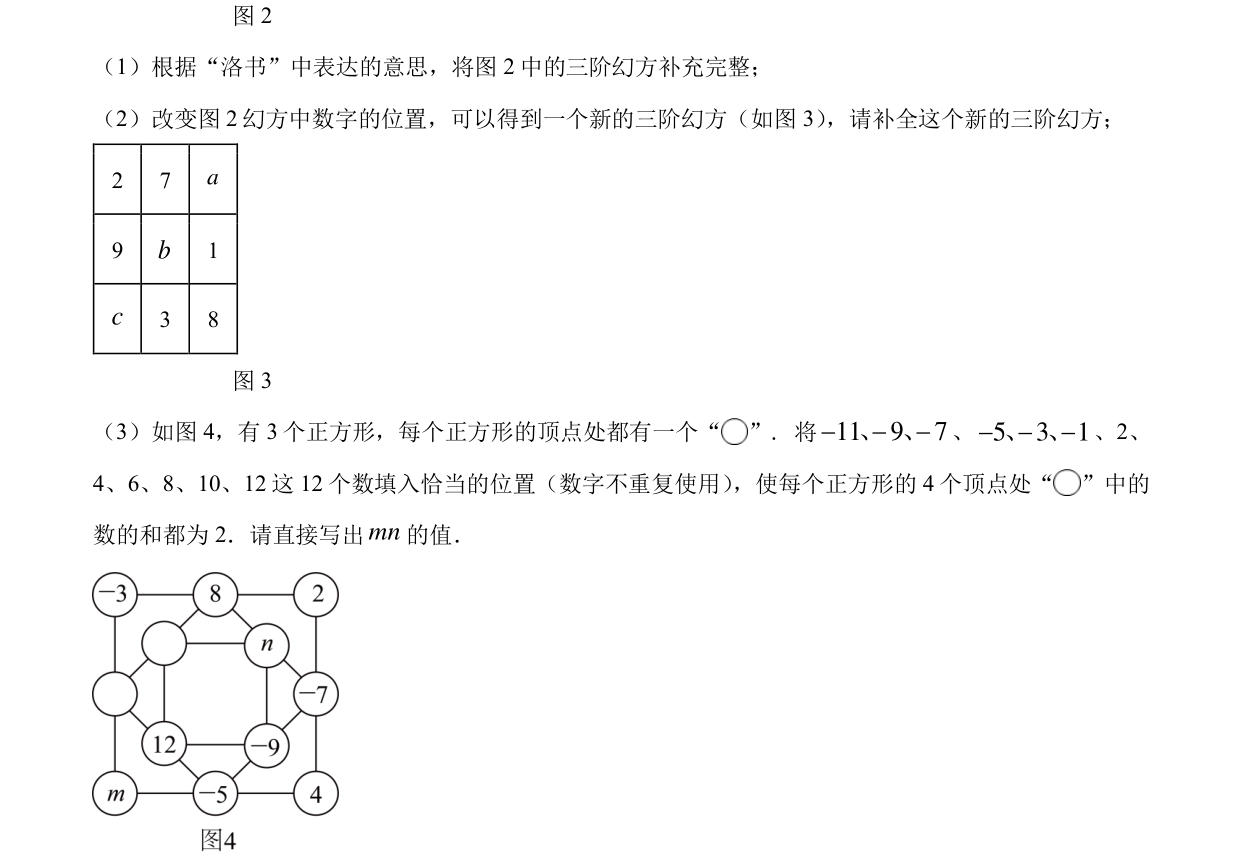 图 2
（1）根据“洛书”中表达的意思，将图 2 中的三阶幻方补充完整；
（2）改变图 2 幻方中数字的位置，可以得到一个新的三阶幻方（如图 3），请补全这个新的三阶幻方；
2 7 a
9 b 1
c 3 8
图 3
（3）如图 4，有 3 个正方形，每个正方形的顶点处都有一个“○”．将 −11、−9、−7 、 −5、−3、−1 、2、
4、6、8、10、12 这 12 个数填入恰当的位置（数字不重复使用），使每个正方形的 4 个顶点处“○”中的
数的和都为 2．请直接写出 mn 的值．
−3 8 2
n
−7
12 −9
m −5 4
图4